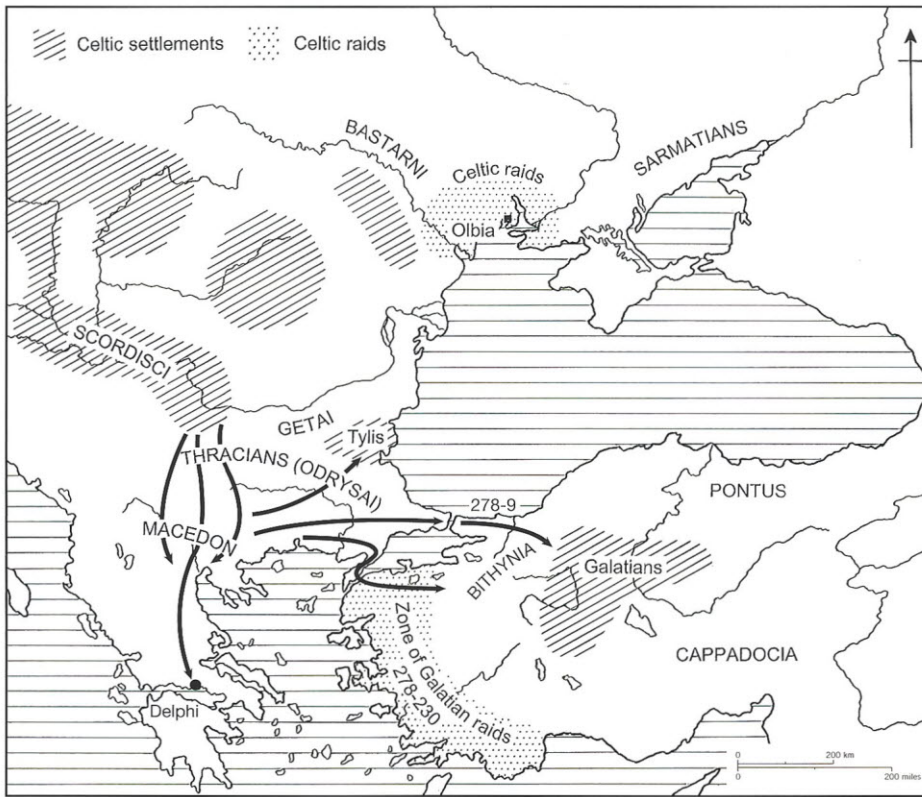 Celtic settlements
Celtic raids
BASTARNI
SARMATIANS
Celtic raids
Olbia
SCORDISCI
GETAI
Tylis
THRACIANS (ODRYSAI)
PONTUS
278-9
MACEDON
BITHYNIA
Galatians
Zone of Galatian raids
278-230
CAPPADOCIA
Delphi
0 200 km
0 200 miles